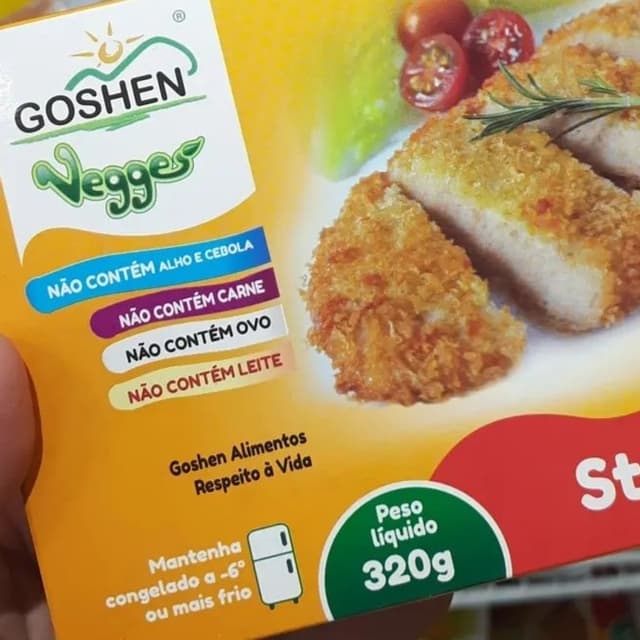 ®
GOSHEN
Vegges
NÃO CONTÉM ALHO E CEBOLA
NÃO CONTÉM CARNE
NÃO CONTÉM OVO
NÃO CONTÉM LEITE
Goshen Alimentos
Respeito à Vida
Mantenha
congelado a -6°
ou mais frio
Peso
líquido
320g
St